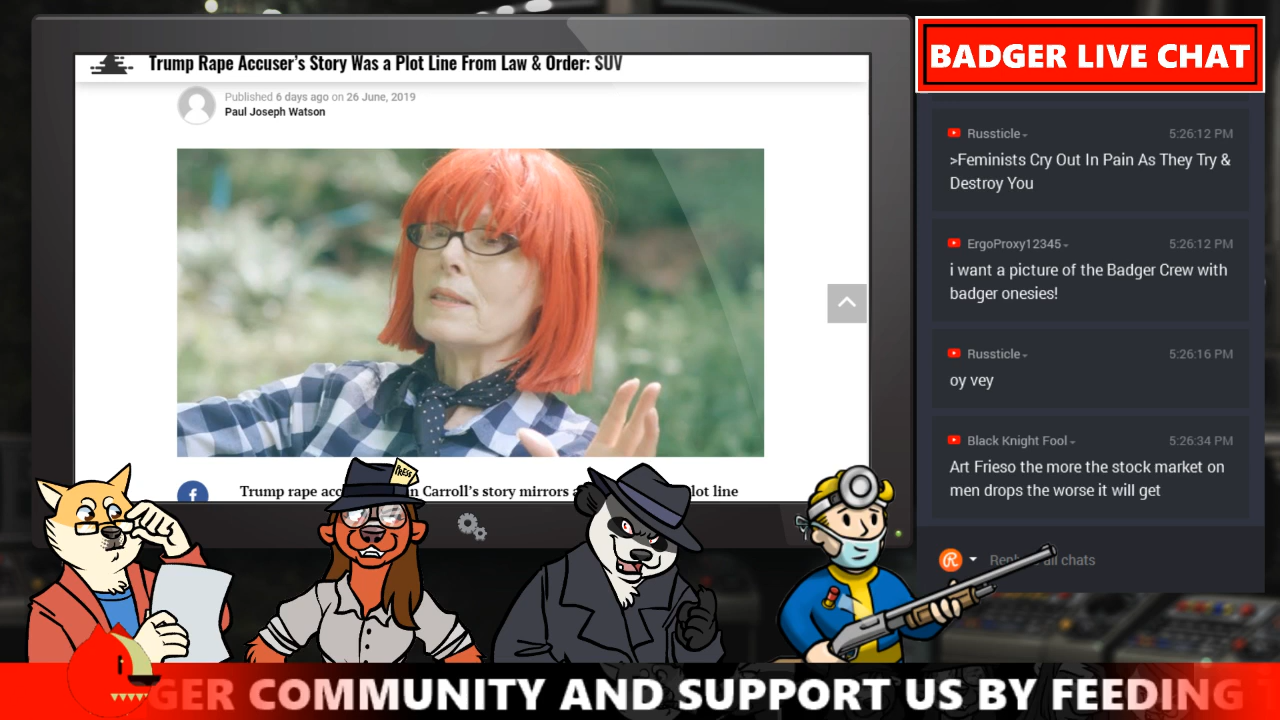 Trump Rape Accuser's Story Was a Plot Line From Law & Order: SUV
Published 6 days ago on 26 June, 2019
Paul Joseph Watson
f
Trump rape Carroll's story mirrors lot line
PRESS
BADGER LIVE CHAT
Russticle
5:26:12 PM
>Feminists Cry Out In Pain As They Try &
Destroy You
ErgoProxy12345
5:26:12 PM
i want a picture of the Badger Crew with
badger onesies!
Russticle
5:26:16 PM
oy vey
Black Knight Fool
5:26:34 PM
Art Frieso the more the stock market on
men drops the worse it will get
R
all chats
GER COMMUNITY AND SUPPORT US BY FEEDING